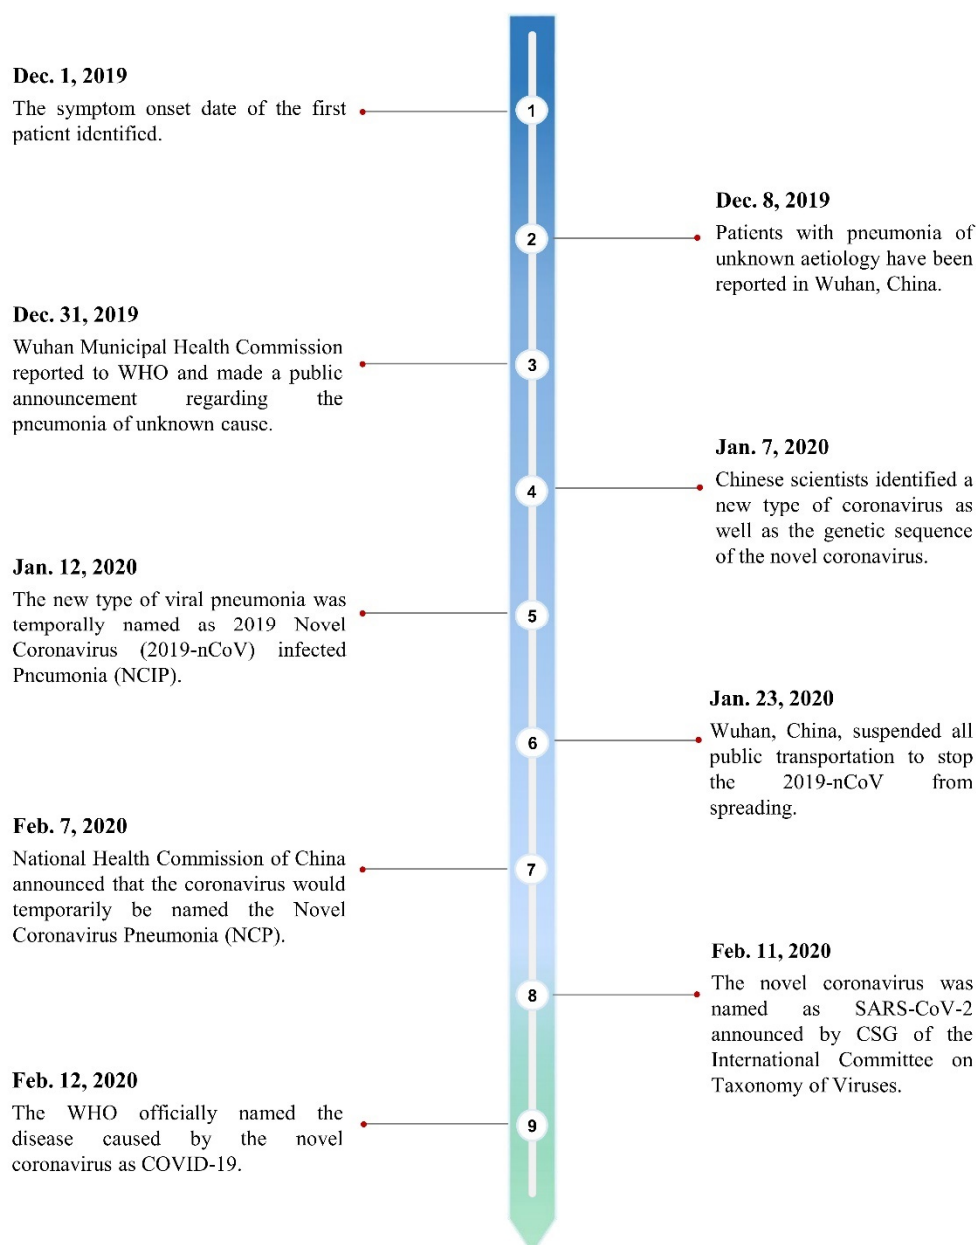 Dec. 1, 2019
The symptom onset date of the first
patient identified.
1
Dec. 8, 2019
Patients with pneumonia of
unknown aetiology have been
reported in Wuhan, China.
2
Dec. 31, 2019
Wuhan Municipal Health Commission
reported to WHO and made a public
announcement regarding the
pneumonia of unknown cause.
3
Jan. 7, 2020
Chinese scientists identified a
new type of coronavirus as
well as the genetic sequence
of the novel coronavirus.
4
Jan. 12, 2020
The new type of viral pneumonia was
temporally named as 2019 Novel
Coronavirus (2019-nCoV) infected
Pneumonia (NCIP).
5
Jan. 23, 2020
Wuhan, China, suspended all
public transportation to stop
the 2019-nCoV from
spreading.
6
Feb. 7, 2020
National Health Commission of China
announced that the coronavirus would
temporarily be named the Novel
Coronavirus Pneumonia (NCP).
7
Feb. 11, 2020
The novel coronavirus was
named as SARS-CoV-2
announced by CSG of the
International Committee on
Taxonomy of Viruses.
8
Feb. 12, 2020
The WHO officially named the
disease caused by the novel
coronavirus as COVID-19.
9